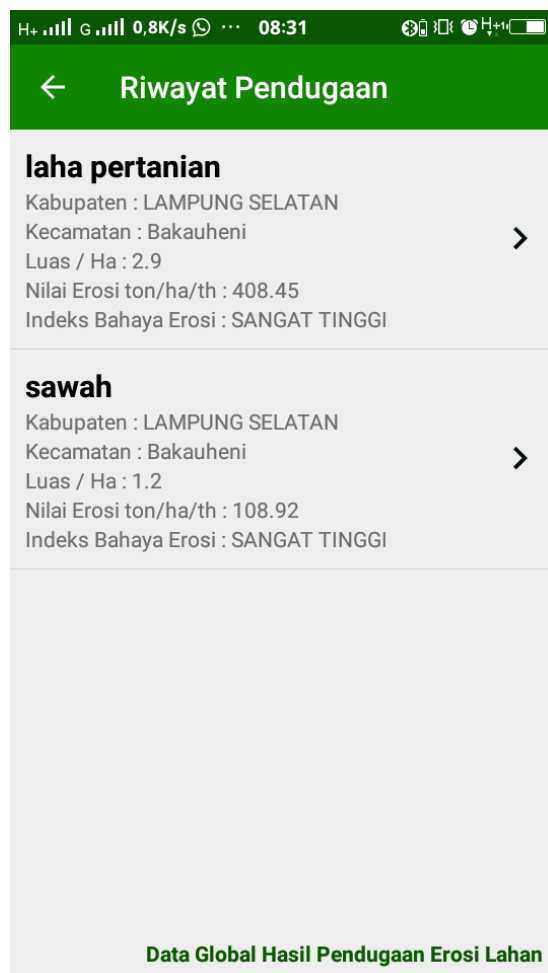 H+ G 0,8K/s ··· 08:31
Riwayat Pendugaan
laha pertanian
Kabupaten : LAMPUNG SELATAN
Kecamatan : Bakauheni
Luas / Ha : 2.9
Nilai Erosi ton/ha/th : 408.45
Indeks Bahaya Erosi : SANGAT TINGGI
sawah
Kabupaten : LAMPUNG SELATAN
Kecamatan : Bakauheni
Luas / Ha : 1.2
Nilai Erosi ton/ha/th : 108.92
Indeks Bahaya Erosi : SANGAT TINGGI
Data Global Hasil Pendugaan Erosi Lahan